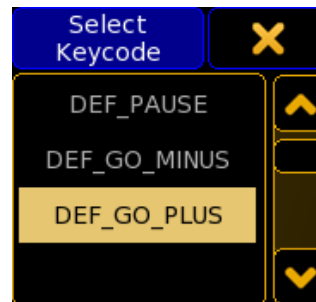 Select
Keycode
DEF_PAUSE
DEF_GO_MINUS
DEF_GO_PLUS